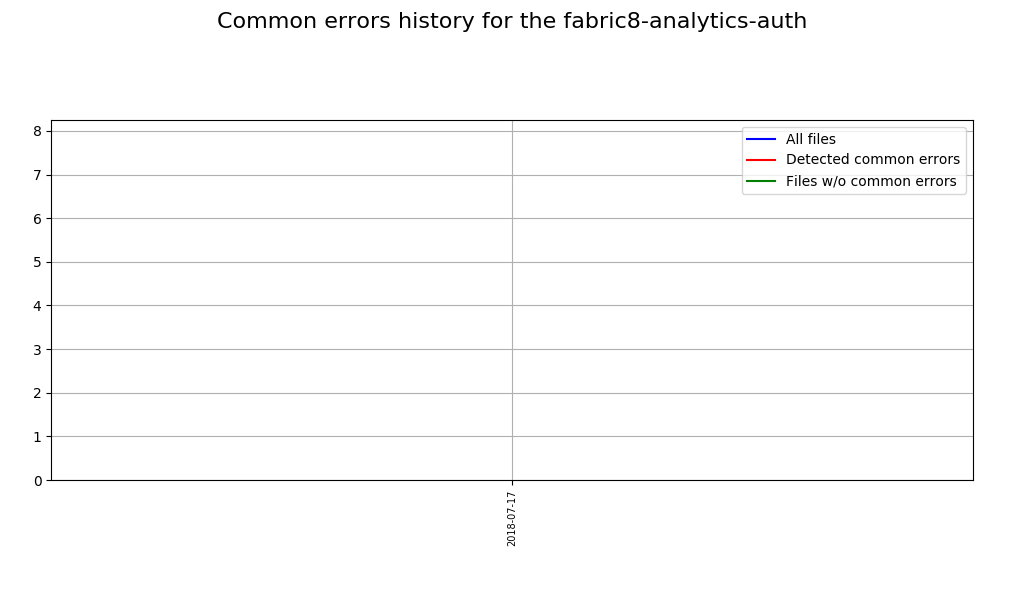 Common errors history for the fabric8-analytics-auth
8
7
6
5
4
3
2
1
0
All files
Detected common errors
Files w/o common errors
2018-07-17